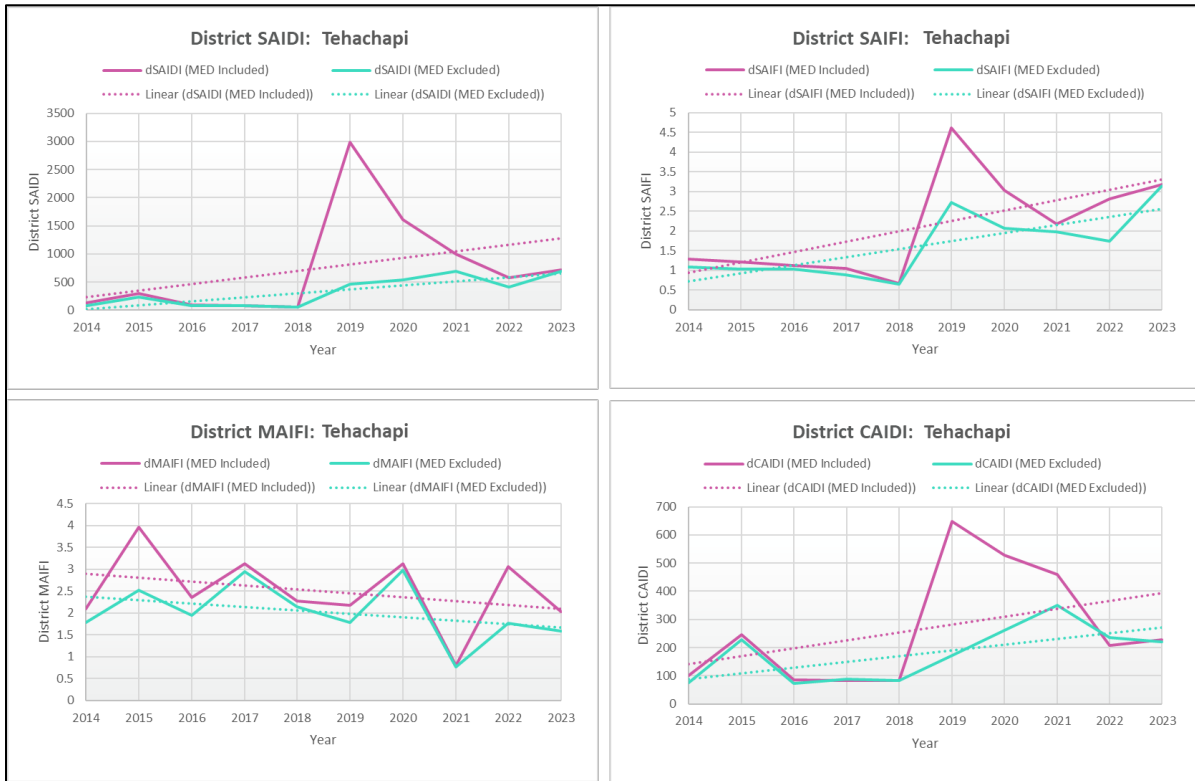 District SAIDI: Tehachapi
dSAIDI (MED Included)
dSAIDI (MED Excluded)
Linear (dSAIDI (MED Included))
Linear (dSAIDI (MED Excluded))
3500
3000
2500
2000
1500
1000
500
0
District SAIDI
2014 2015 2016 2017 2018 2019 2020 2021 2022 2023
Year
District SAIFI: Tehachapi
dSAIFI (MED Included)
dSAIFI (MED Excluded)
Linear (dSAIFI (MED Included))
Linear (dSAIFI (MED Excluded))
5
4.5
4
3.5
3
2.5
2
1.5
1
0.5
0
District SAIFI
2014 2015 2016 2017 2018 2019 2020 2021 2022 2023
Year
District MAIFI: Tehachapi
dMAIFI (MED Included)
dMAIFI (MED Excluded)
Linear (dMAIFI (MED Included))
Linear (dMAIFI (MED Excluded))
4.5
4
3.5
3
2.5
2
1.5
1
0.5
0
District MAIFI
2014 2015 2016 2017 2018 2019 2020 2021 2022 2023
Year
District CAIDI: Tehachapi
dCAIDI (MED Included)
dCAIDI (MED Excluded)
Linear (dCAIDI (MED Included))
Linear (dCAIDI (MED Excluded))
700
600
500
400
300
200
100
0
District CAIDI
2014 2015 2016 2017 2018 2019 2020 2021 2022 2023
Year